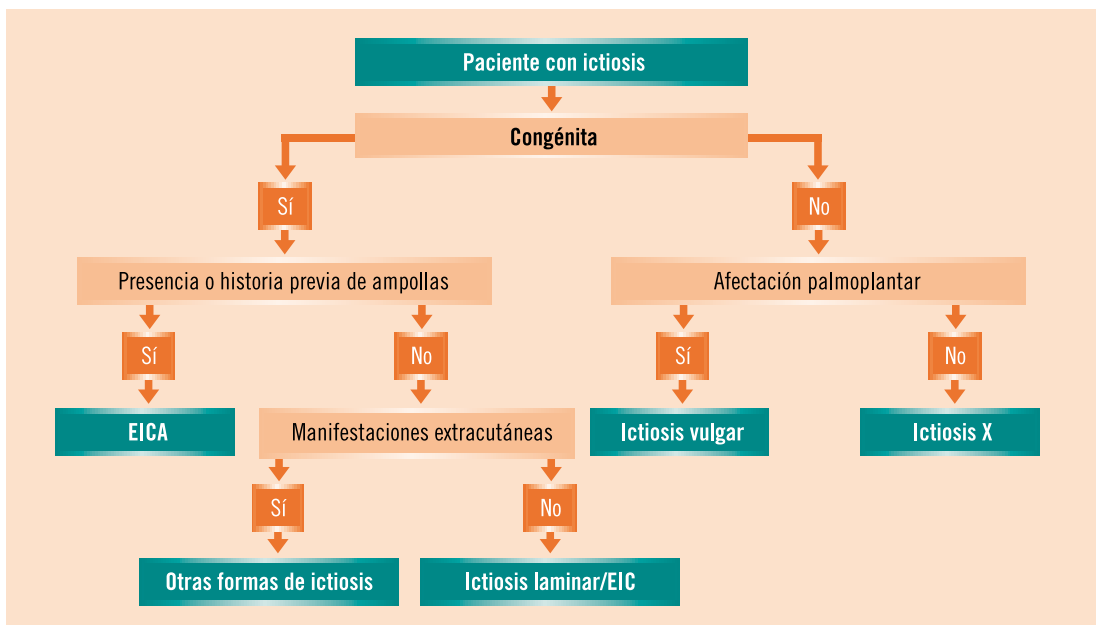 Paciente con ictiosis
Congénita
Sí
No
Presencia o historia previa de ampollas
Afectación palmoplantar
Sí
No
Sí
No
EICA
Manifestaciones extracutáneas
Ictiosis vulgar
Ictiosis X
Sí
No
Otras formas de ictiosis
Ictiosis laminar/EIC